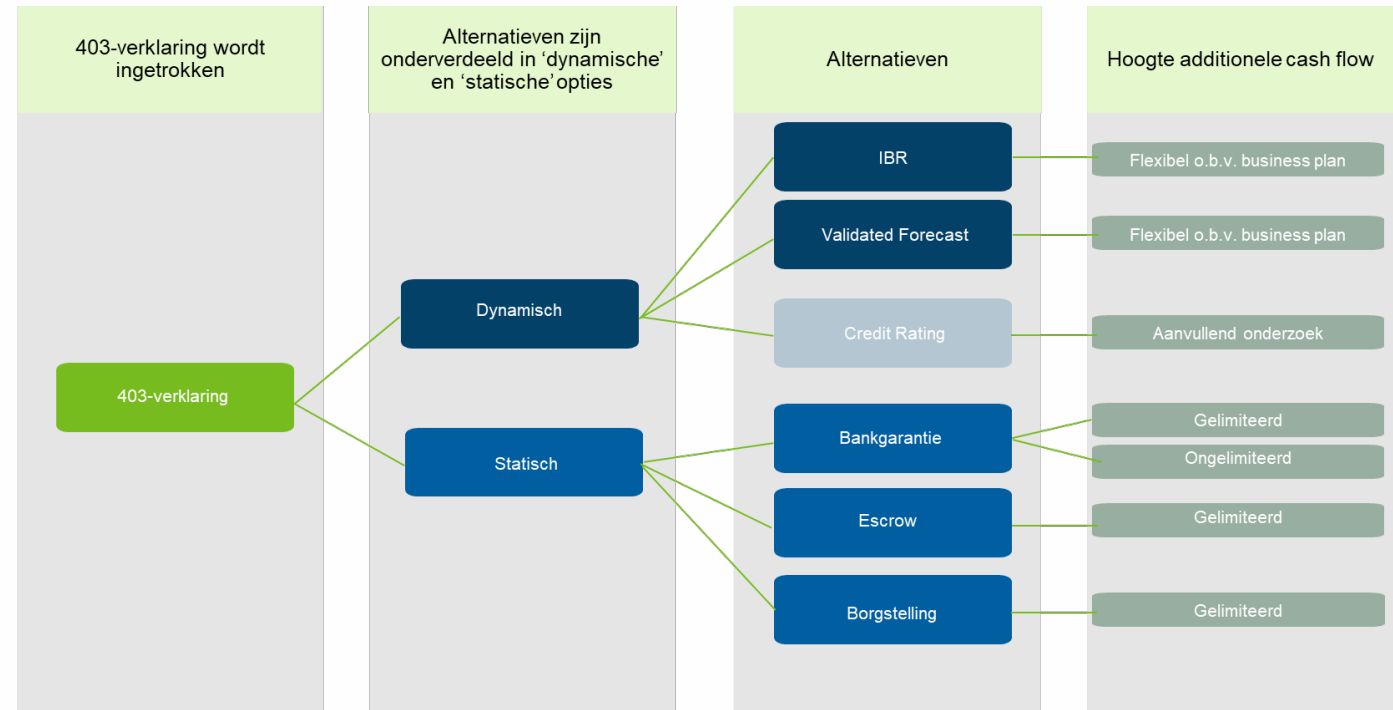 403-verklaring wordt
ingetrokken
Alternatieven zijn
onderverdeeld in ‘dynamische’
en ‘statische’ opties
Alternatieven
Hoogte additionele cash flow
403-verklaring
Dynamisch
Statisch
IBR
Validated Forecast
Credit Rating
Bankgarantie
Escrow
Borgstelling
Flexibel o.b.v. business plan
Flexibel o.b.v. business plan
Aanvullend onderzoek
Gelimiteerd
Ongelimiteerd
Gelimiteerd
Gelimiteerd